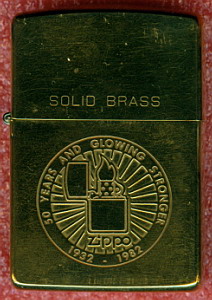 SOLID BRASS
50 YEARS AND GLOWING STRONGER
Zippo
1932 - 1982